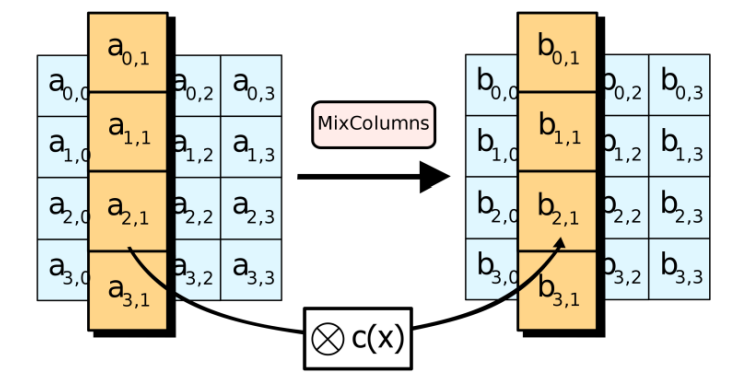 a0,0 a0,1 a0,2 a0,3
a1,0 a1,1 a1,2 a1,3
a2,0 a2,1 a2,2 a2,3
a3,0 a3,1 a3,2 a3,3
MixColumns
b0,0 b0,1 b0,2 b0,3
b1,0 b1,1 b1,2 b1,3
b2,0 b2,1 b2,2 b2,3
b3,0 b3,1 b3,2 b3,3
⊗ c(x)